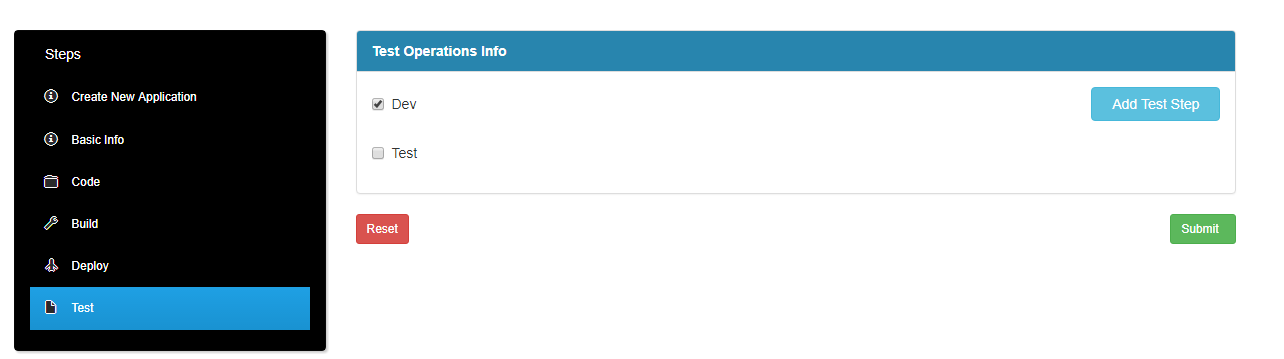 Steps
Create New Application
Basic Info
Code
Build
Deploy
Test
Test Operations Info
Dev
Add Test Step
Test
Reset
Submit